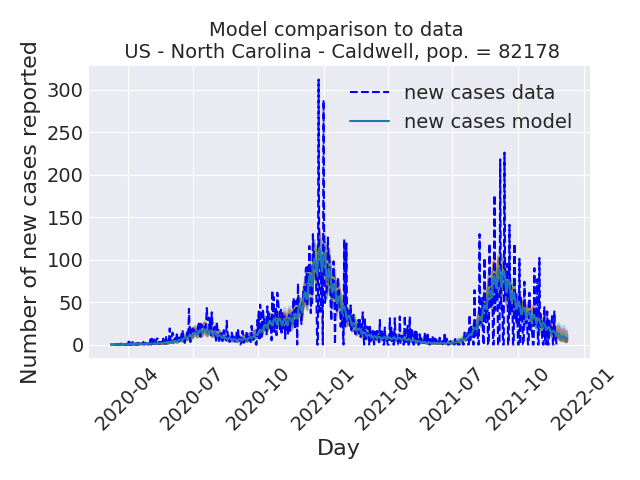 Model comparison to data
US - North Carolina - Caldwell, pop. = 82178
Number of new cases reported
300
250
200
150
100
50
0
new cases data
new cases model
2020-04
2020-07
2020-10
2021-01
2021-04
2021-07
2021-10
2022-01
Day